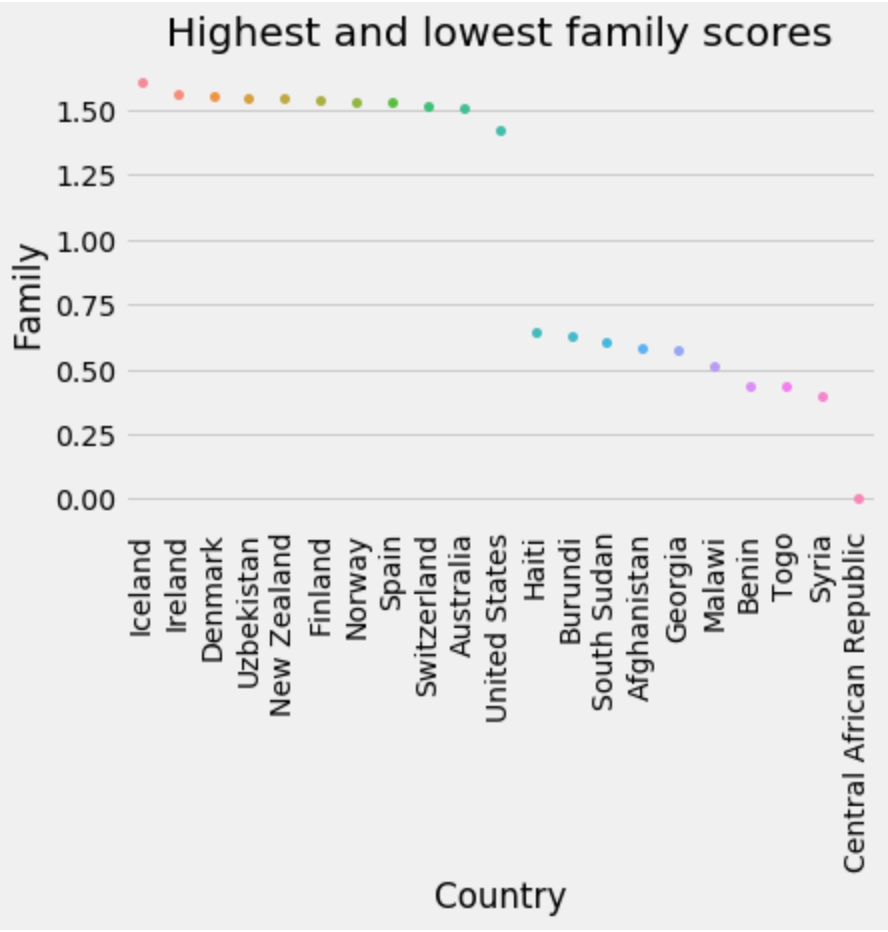 Highest and lowest family scores
Family
1.50
1.25
1.00
0.75
0.50
0.25
0.00
Iceland
Ireland
Denmark
Uzbekistan
New Zealand
Finland
Norway
Spain
Switzerland
Australia
United States
Haiti
Burundi
South Sudan
Afghanistan
Georgia
Malawi
Benin
Togo
Syria
Central African Republic
Country